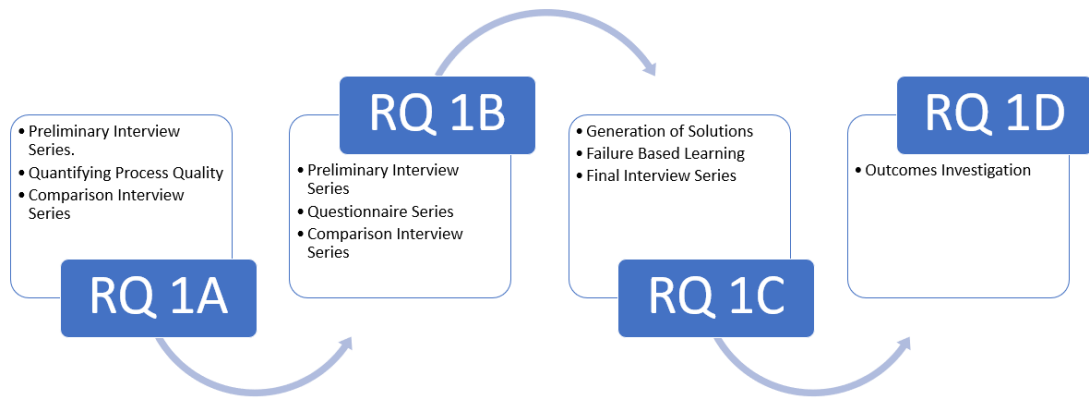 • Preliminary Interview
Series.
• Quantifying Process Quality
• Comparison Interview
Series
RQ 1A
RQ 1B
• Preliminary Interview
Series
• Questionnaire Series
• Comparison Interview
Series
• Generation of Solutions
• Failure Based Learning
• Final Interview Series
RQ 1C
RQ 1D
• Outcomes Investigation